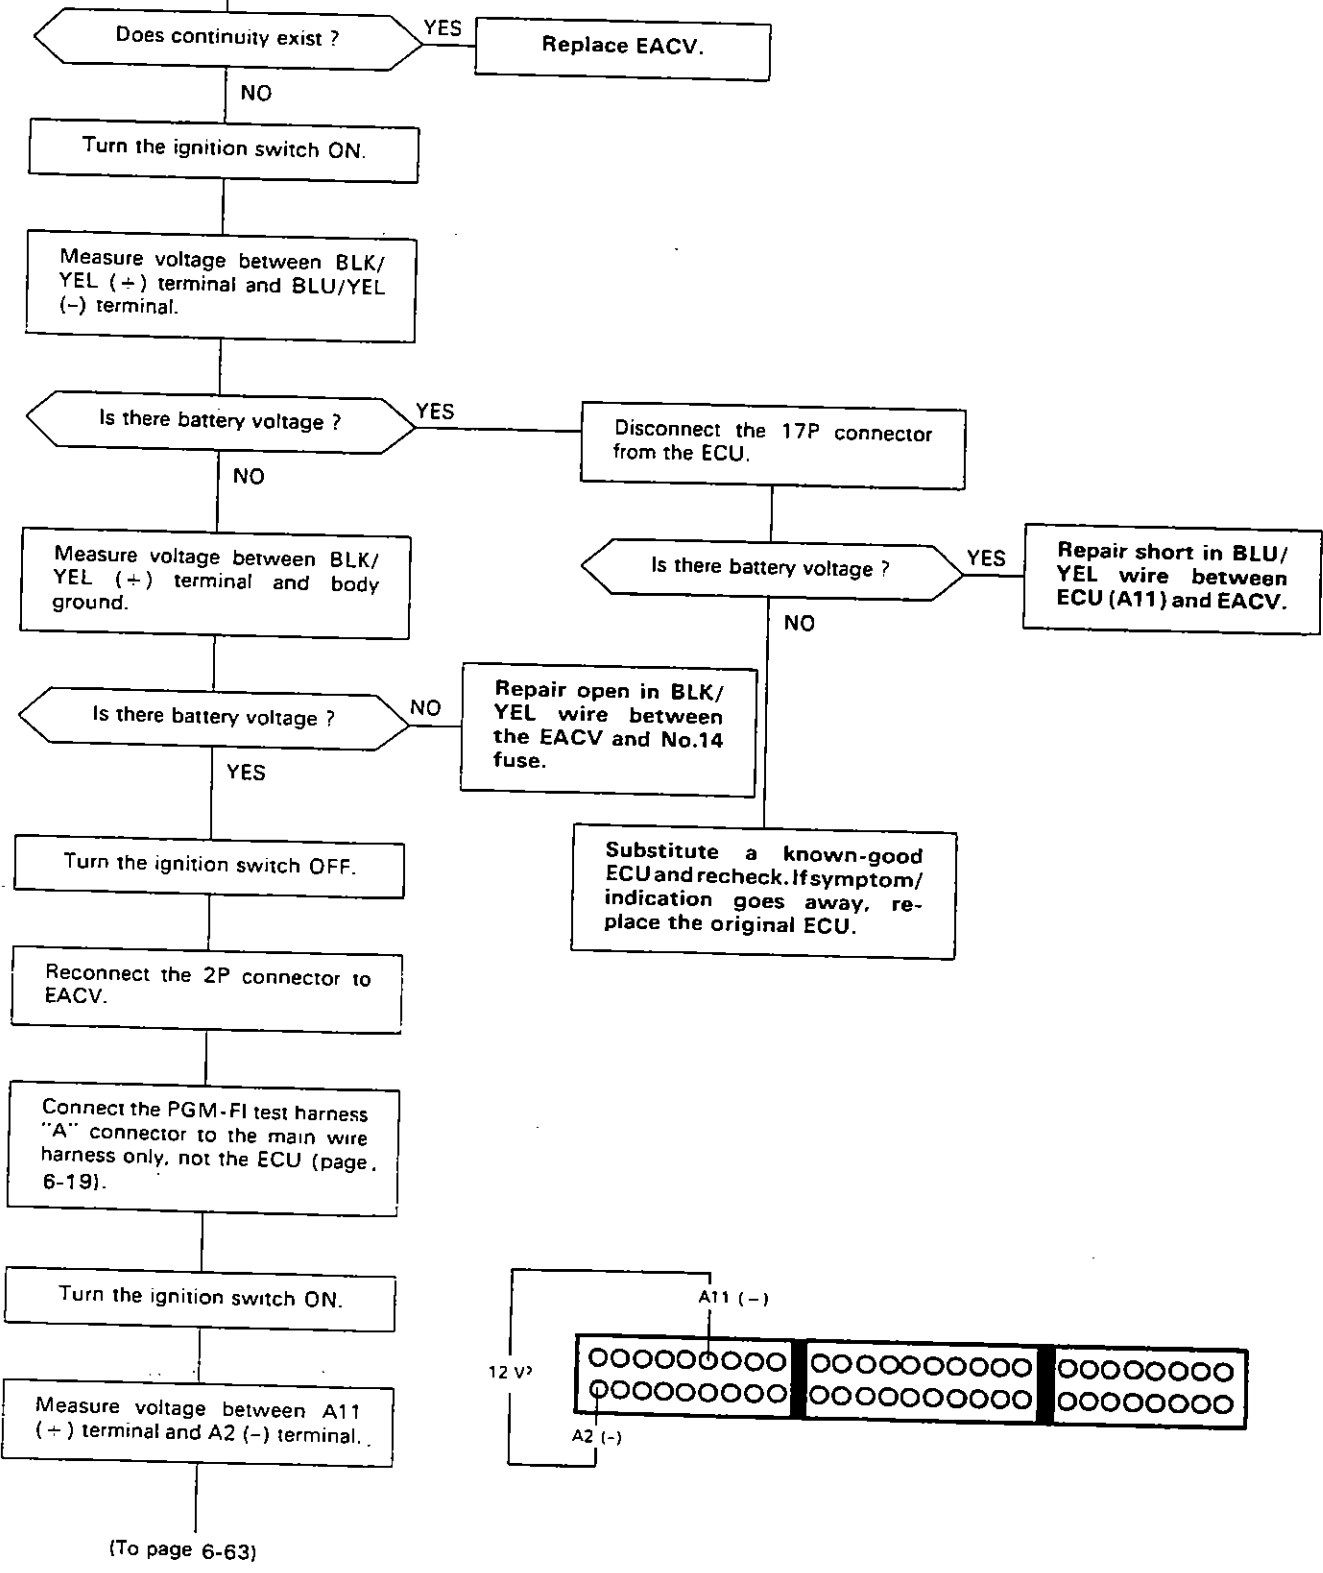 Does continuity exist ?
YES
Replace EACV.
NO
Turn the ignition switch ON.
Measure voltage between BLK/
YEL (+) terminal and BLU/YEL
(-) terminal.
Is there battery voltage ?
YES
Disconnect the 17P connector
from the ECU.
NO
Measure voltage between BLK/
YEL (+) terminal and body
ground.
Is there battery voltage ?
YES
Repair short in BLU/
YEL wire between
ECU (A11) and EACV.
NO
Is there battery voltage ?
NO
Repair open in BLK/
YEL wire between
the EACV and No.14
fuse.
YES
Substitute a known-good
ECU and recheck. If symptom/
indication goes away, re-
place the original ECU.
Turn the ignition switch OFF.
Reconnect the 2P connector to
EACV.
Connect the PGM-FI test harness
"A" connector to the main wire
harness only, not the ECU (page
6-19).
Turn the ignition switch ON.
Measure voltage between A11
(+) terminal and A2 (-) terminal.
(To page 6-63)
A11 (-)
12 V?
A2 (-)